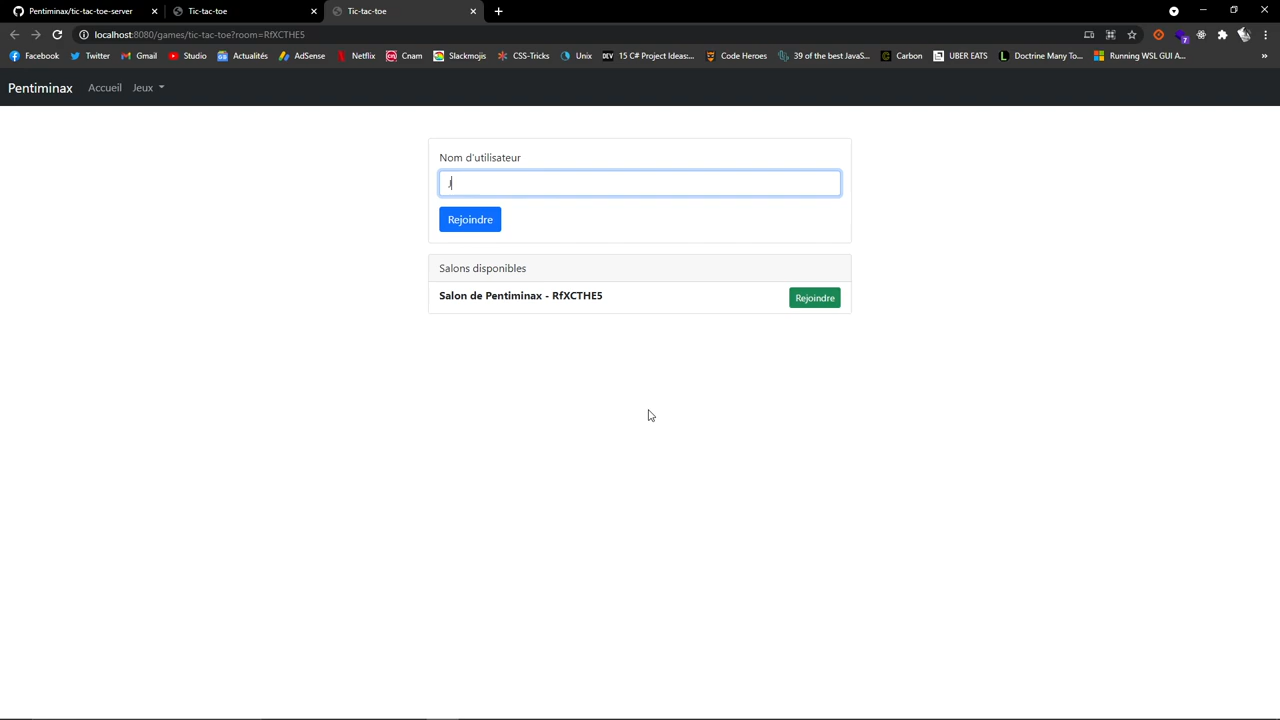 Pentiminax/tic-tac-toe-server
Tic-tac-toe
Tic-tac-toe
localhost:8080/games/tic-tac-toe?room=RfXCTHE5
7
Facebook
Twitter
Gmail
Studio
Actualités
AdSense
Netflix
Cnam
Slackmojis
CSS-Tricks
Unix
DEV
15 C# Project Ideas:...
Code Heroes
39 of the best JavaS...
Carbon
UBER EATS
Doctrine Many To...
Running WSL GUI A...
Pentiminax
Accueil
Jeux
Nom d'utilisateur
J
Rejoindre
Salons disponibles
Salon de Pentiminax - RfXCTHE5
Rejoindre